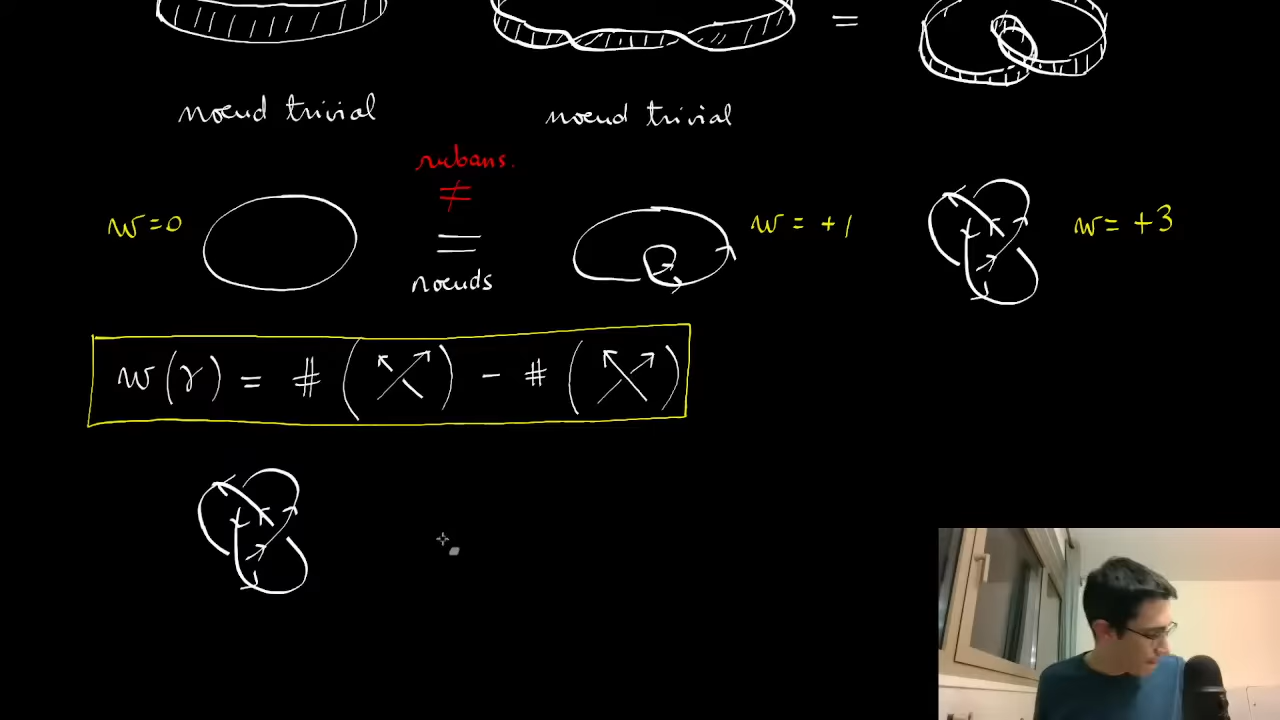 =
noeud trivial noeud trivial
rubans.
≠
w=0 = w = +1 w = +3
noeuds
w(γ) = # ( ) - # ( )